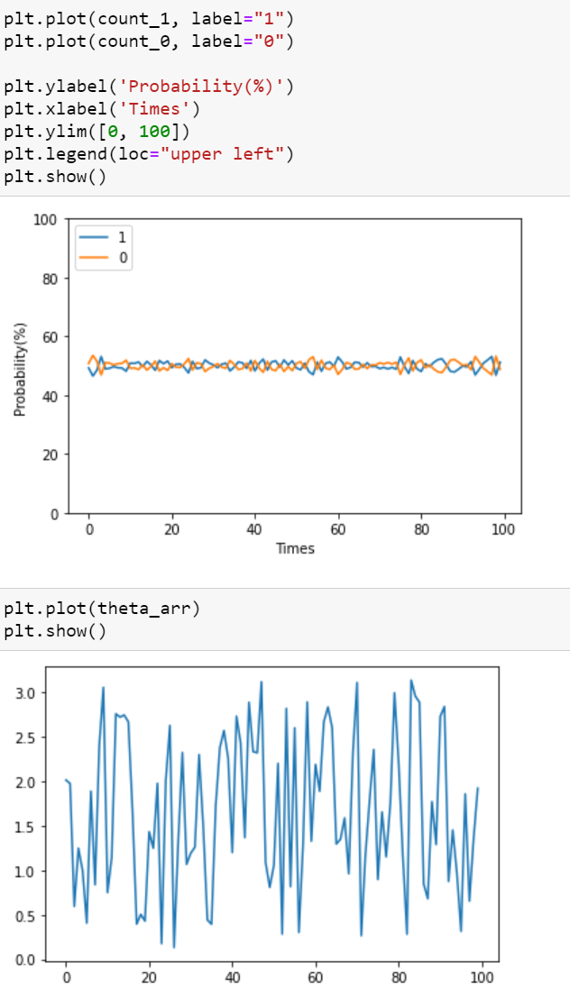 plt.plot(count_1, label="1")
plt.plot(count_0, label="0")
plt.ylabel('Probability(%)')
plt.xlabel('Times')
plt.ylim([0, 100])
plt.legend(loc="upper left")
plt.show()
100
1
0
80
60
40
20
0
Probability(%)
0 20 40 60 80 100
Times
plt.plot(theta_arr)
plt.show()
3.0
2.5
2.0
1.5
1.0
0.5
0.0
0 20 40 60 80 100